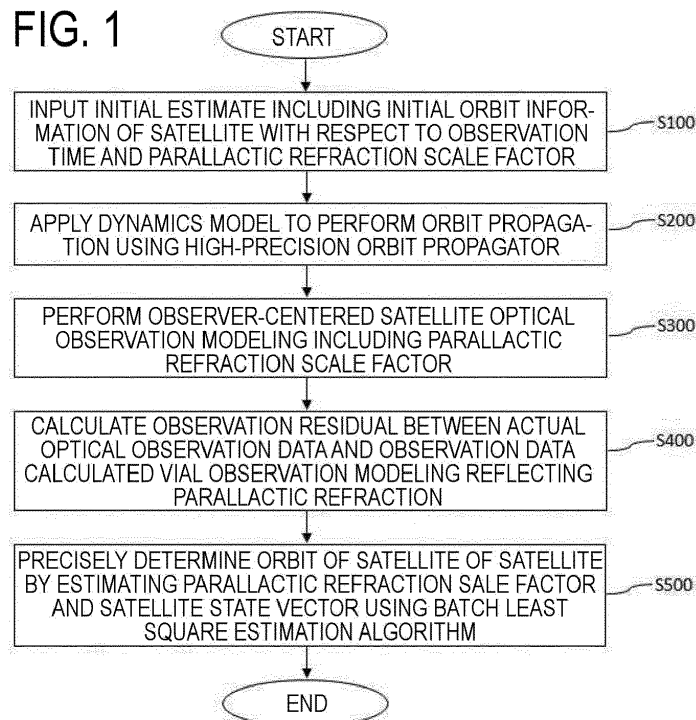 FIG. 1
START
INPUT INITIAL ESTIMATE INCLUDING INITIAL ORBIT INFOR-
MATION OF SATELLITE WITH RESPECT TO OBSERVATION
TIME AND PARALLACTIC REFRACTION SCALE FACTOR
S100
APPLY DYNAMICS MODEL TO PERFORM ORBIT PROPAGA-
TION USING HIGH-PRECISION ORBIT PROPAGATOR
S200
PERFORM OBSERVER-CENTERED SATELLITE OPTICAL
OBSERVATION MODELING INCLUDING PARALLACTIC
REFRACTION SCALE FACTOR
S300
CALCULATE OBSERVATION RESIDUAL BETWEEN ACTUAL
OPTICAL OBSERVATION DATA AND OBSERVATION DATA
CALCULATED VIAL OBSERVATION MODELING REFLECTING
PARALLACTIC REFRACTION
S400
PRECISELY DETERMINE ORBIT OF SATELLITE OF SATELLITE
BY ESTIMATING PARALLACTIC REFRACTION SALE FACTOR
AND SATELLITE STATE VECTOR USING BATCH LEAST
SQUARE ESTIMATION ALGORITHM
S500
END